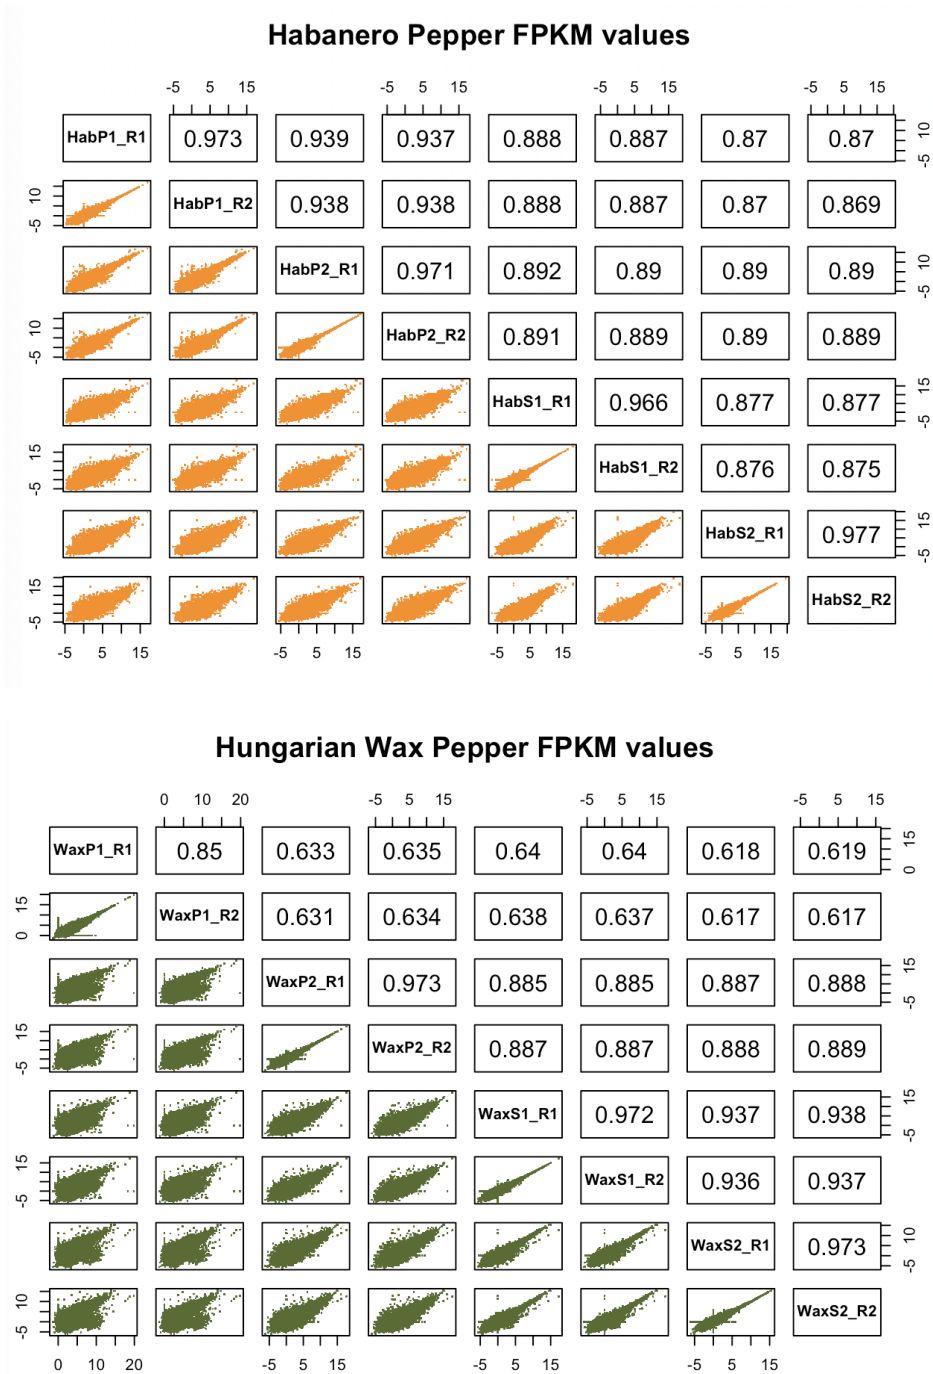 Habanero Pepper FPKM values
-5 5 15 -5 5 15 -5 5 15 -5 5 15
HabP1_R1 0.973 0.939 0.937 0.888 0.887 0.87 0.87 -5 10
-5 10 HabP1_R2 0.938 0.938 0.888 0.887 0.87 0.869
HabP2_R1 0.971 0.892 0.89 0.89 0.89 -5 10
-5 10 HabP2_R2 0.891 0.889 0.89 0.889
HabS1_R1 0.966 0.877 0.877 -5 15
-5 15 HabS1_R2 0.876 0.875
HabS2_R1 0.977 -5 15
-5 15 HabS2_R2
-5 5 15 -5 5 15 -5 5 15 -5 5 15
Hungarian Wax Pepper FPKM values
0 10 20 -5 5 15 -5 5 15 -5 5 15
WaxP1_R1 0.85 0.633 0.635 0.64 0.64 0.618 0.619 0 15
0 15 WaxP1_R2 0.631 0.634 0.638 0.637 0.617 0.617
WaxP2_R1 0.973 0.885 0.885 0.887 0.888 -5 15
-5 15 WaxP2_R2 0.887 0.887 0.888 0.889
WaxS1_R1 0.972 0.937 0.938 -5 15
-5 15 WaxS1_R2 0.936 0.937
WaxS2_R1 0.973 -5 10
-5 10 WaxS2_R2
0 10 20 -5 5 15 -5 5 15 -5 5 15